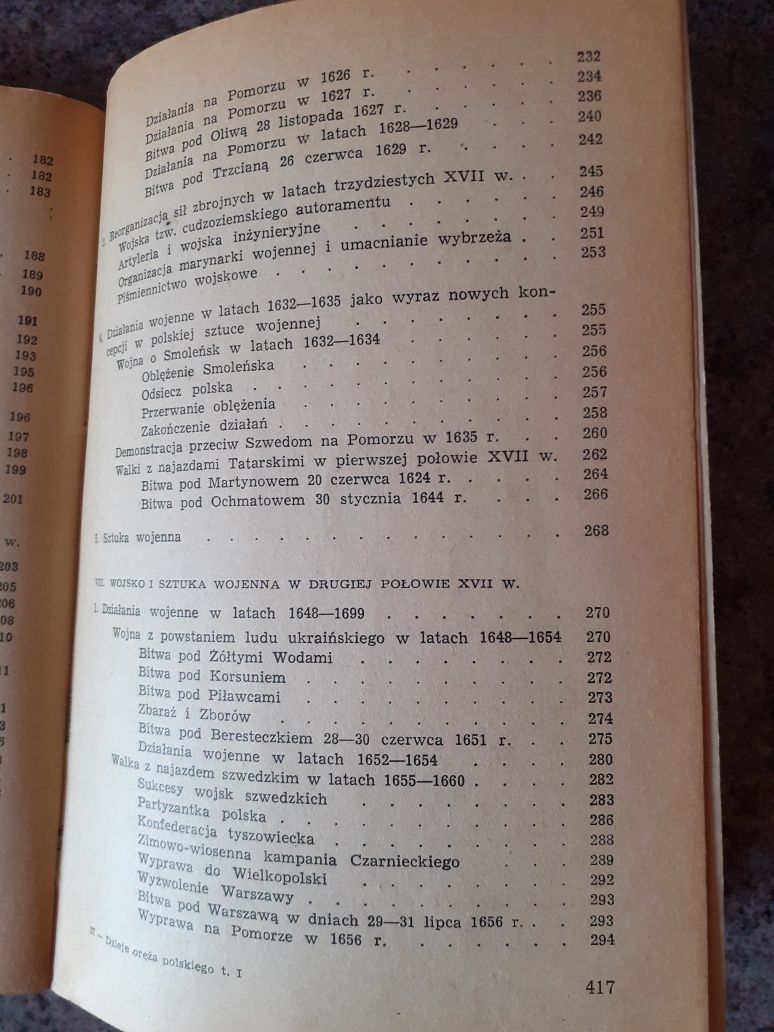 182
182
183
188
189
190
191
192
193
195
196
196
197
198
199
201
w.
203
205
206
208
Działania na Pomorzu w 1626 r. . . . . . . 232
Działania na Pomorzu w 1627 r. . . . . . . 234
Bitwa pod Oliwą 28 listopada 1627 r. . . . . . 236
Działania na Pomorzu w latach 1628—1629 . . . 240
Bitwa pod Trzcianą 26 czerwca 1629 r. . . . . 242
Reorganizacja sił zbrojnych w latach trzydziestych XVII w. . . 245
Wojska tzw. cudzoziemskiego autoramentu . . . . . 246
Artyleria i wojska inżynieryjne . . . . . . . 249
Organizacja marynarki wojennej i umacnianie wybrzeża . . 251
Piśmiennictwo wojskowe . . . . . . . . . 253
4. Działania wojenne w latach 1632—1635 jako wyraz nowych kon-
cepcji w polskiej sztuce wojennej . . . . . . . 255
Wojna o Smoleńsk w latach 1632—1634 . . . . . 255
Oblężenie Smoleńska . . . . . . . . 256
Odsiecz polska . . . . . . . . . 256
Przerwanie oblężenia . . . . . . . . 257
Zakończenie działań . . . . . . . . . 258
Demonstracja przeciw Szwedom na Pomorzu w 1635 r. . . 260
Walki z najazdami Tatarskimi w pierwszej połowie XVII w. 262
Bitwa pod Martynowem 20 czerwca 1624 r. . . . . 264
Bitwa pod Ochmatowem 30 stycznia 1644 r. . . . 266
5. Sztuka wojenna . . . . . . . . . . . . 268
VII. WOJSKO I SZTUKA WOJENNA W DRUGIEJ POŁOWIE XVII W.
1. Działania wojenne w latach 1648—1699 . . . . . . 270
Wojna z powstaniem ludu ukraińskiego w latach 1648—1654 270
Bitwa pod Żółtymi Wodami . . . . . . . 272
Bitwa pod Korsuniem . . . . . . . . 272
Bitwa pod Piławcami . . . . . . . . 273
Zbaraż i Zborów . . . . . . . . . 274
Bitwa pod Beresteczkiem 28—30 czerwca 1651 r. . . 275
Działania wojenne w latach 1652—1654 . . . . 280
Walka z najazdem szwedzkim w latach 1655—1660 . . . . 282
Sukcesy wojsk szwedzkich . . . . . . . 283
Partyzantka polska . . . . . . . . . 286
Konfederacja tyszowiecka . . . . . . . 288
Zimowo-wiosenna kampania Czarnieckiego . . . 289
Wyprawa do Wielkopolski . . . . . . . 292
Wyzwolenie Warszawy . . . . . . . . 293
Bitwa pod Warszawą w dniach 29—31 lipca 1656 r. . . 293
Wyprawa na Pomorze w 1656 r. . . . . . . 294
27 — Dzieje oręża polskiego t. I
417